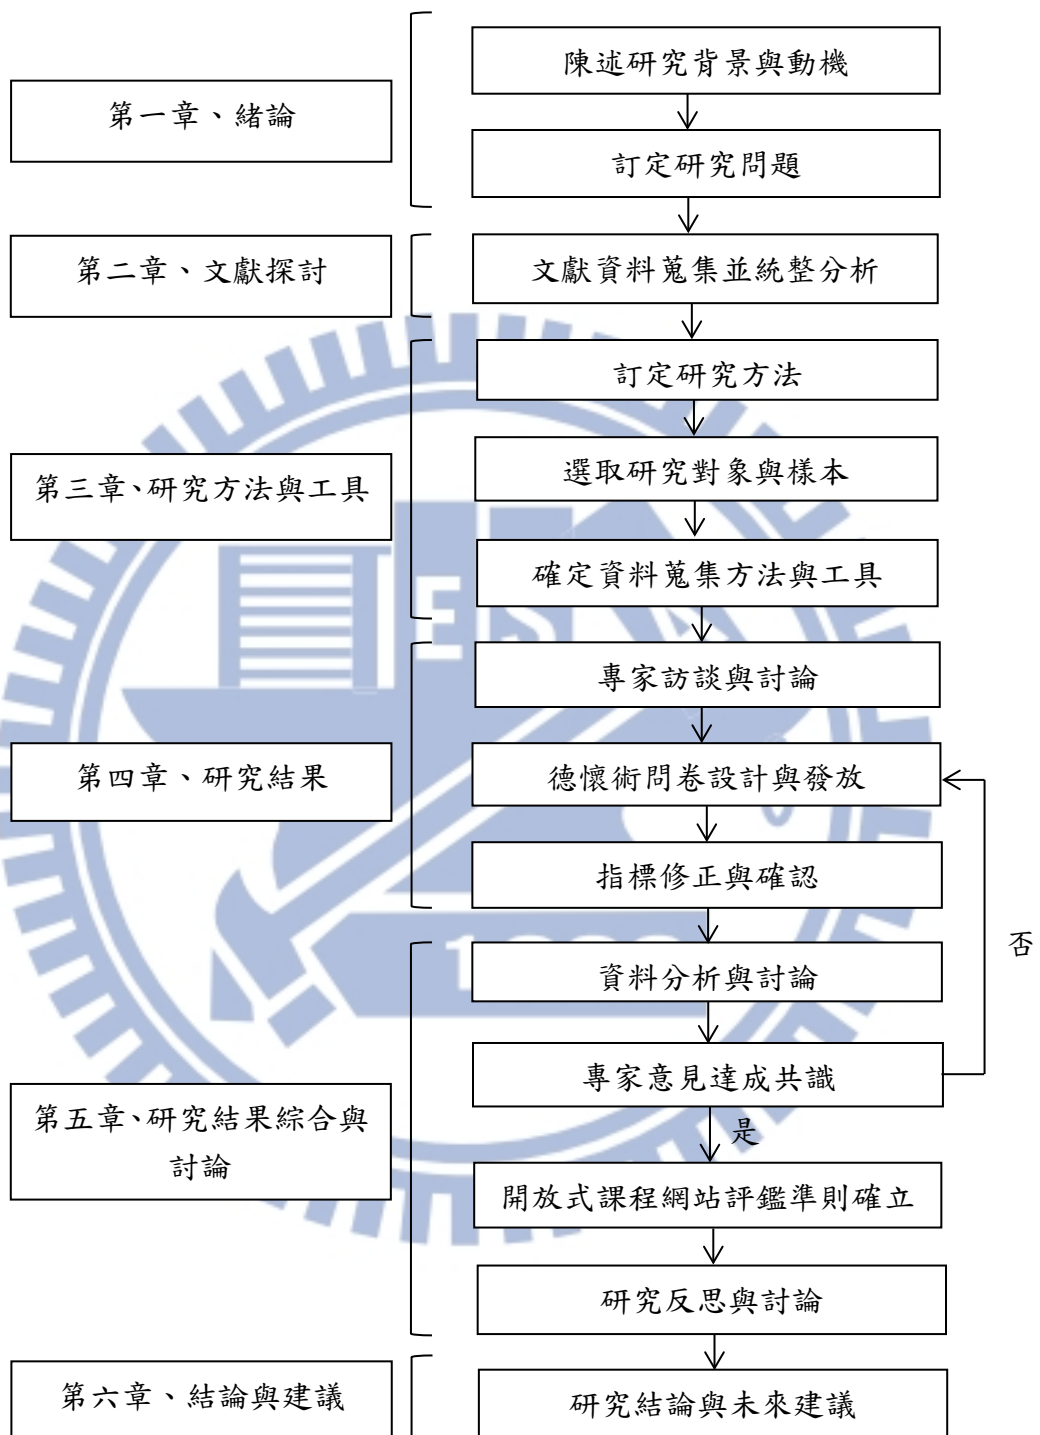 陳述研究背景與動機
第一章、緒論
訂定研究問題
第二章、文獻探討
文獻資料蒐集並統整分析
訂定研究方法
第三章、研究方法與工具
選取研究對象與樣本
確定資料蒐集方法與工具
專家訪談與討論
第四章、研究結果
德懷術問卷設計與發放
指標修正與確認
資料分析與討論
否
專家意見達成共識
第五章、研究結果綜合與
討論
是
開放式課程網站評鑑準則確立
研究反思與討論
第六章、結論與建議
研究結論與未來建議